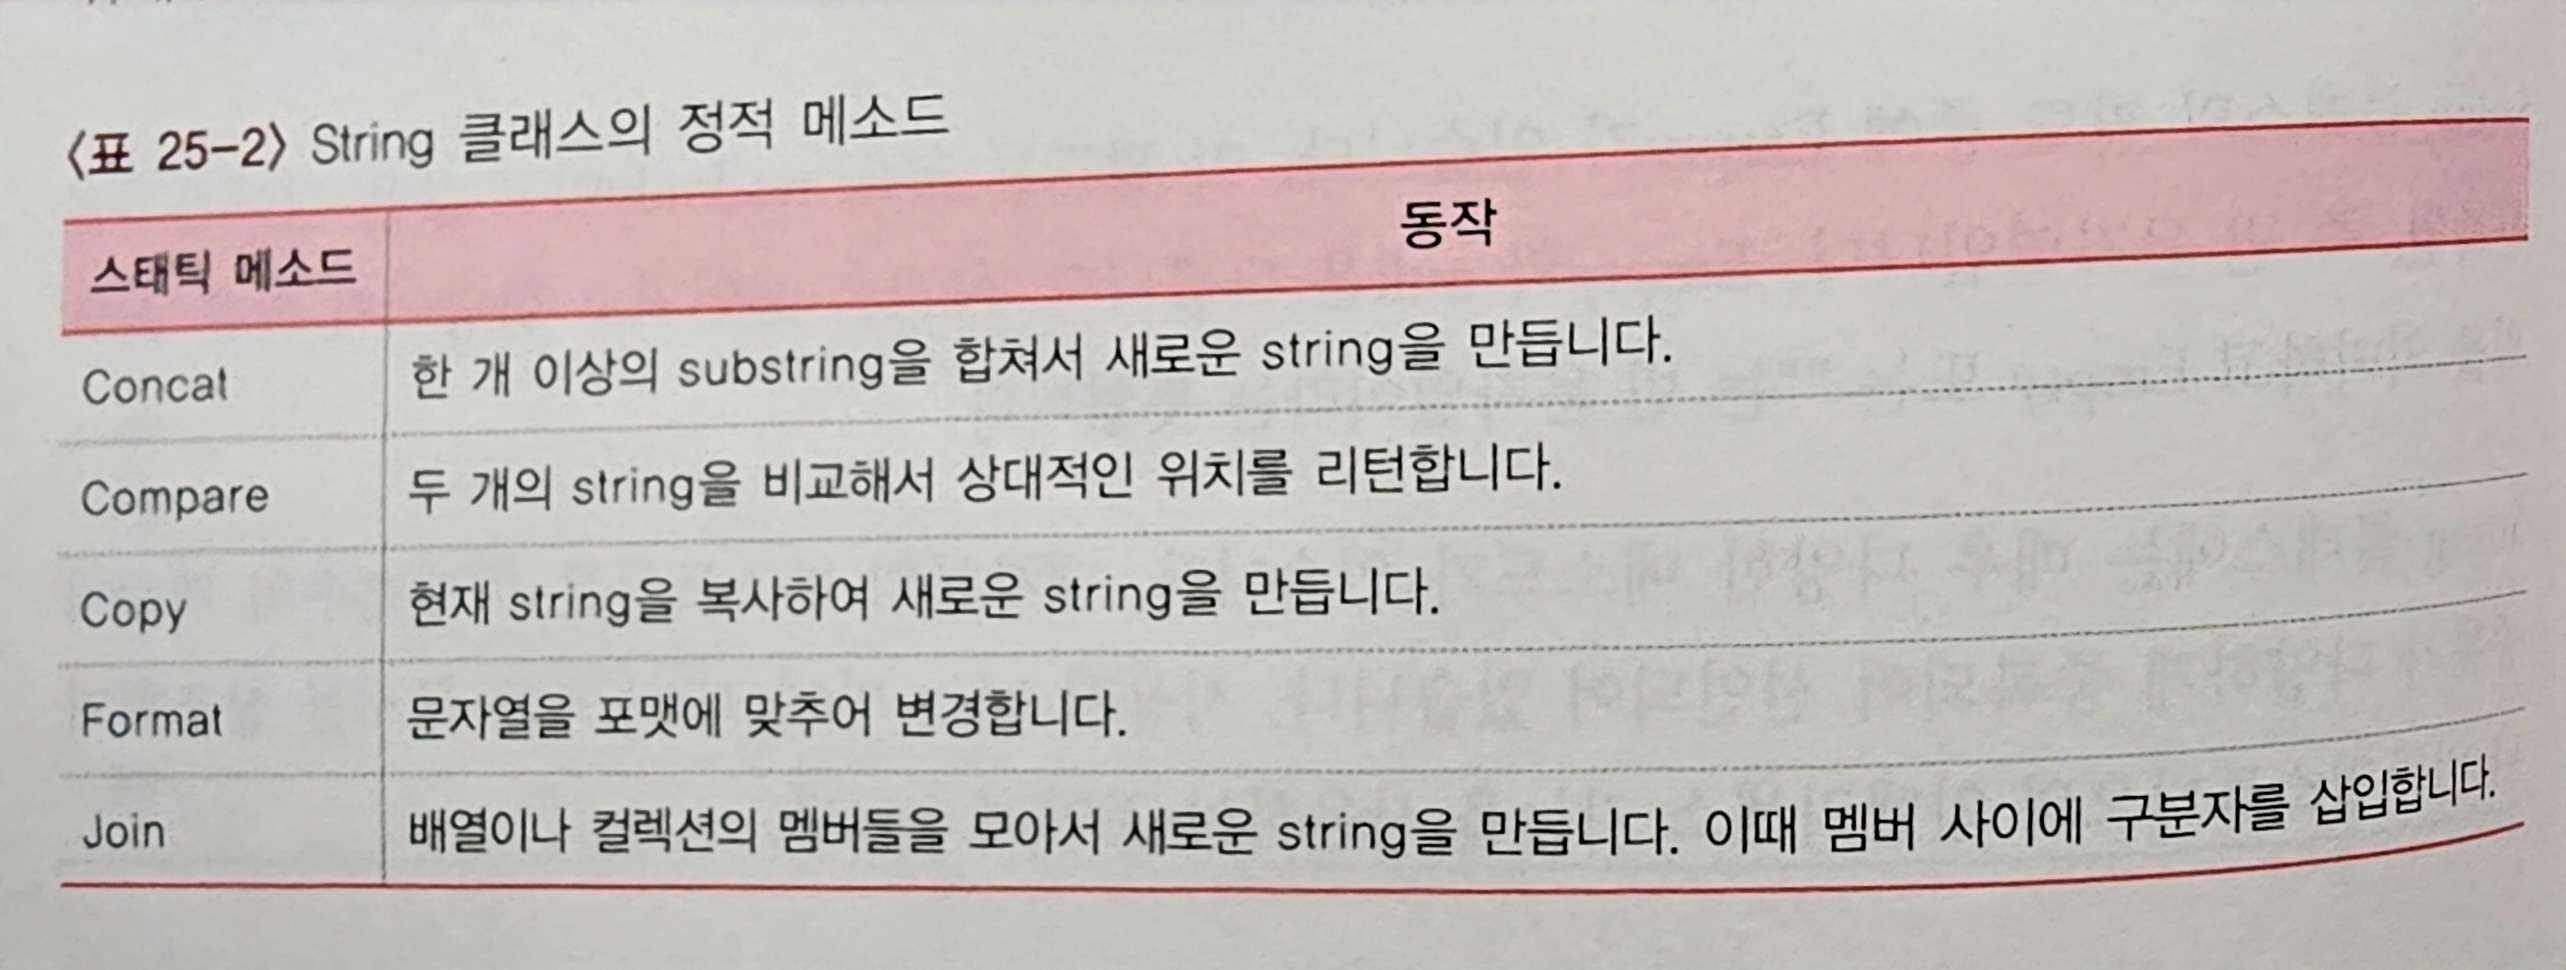 〈표 25-2〉 String 클래스의 정적 메소드
스태틱 메소드 동작
Concat 한 개 이상의 substring을 합쳐서 새로운 string을 만듭니다.
Compare 두 개의 string을 비교해서 상대적인 위치를 리턴합니다.
Copy 현재 string을 복사하여 새로운 string을 만듭니다.
Format 문자열을 포맷에 맞추어 변경합니다.
Join 배열이나 컬렉션의 멤버들을 모아서 새로운 string을 만듭니다. 이때 멤버 사이에 구분자를 삽입합니다.